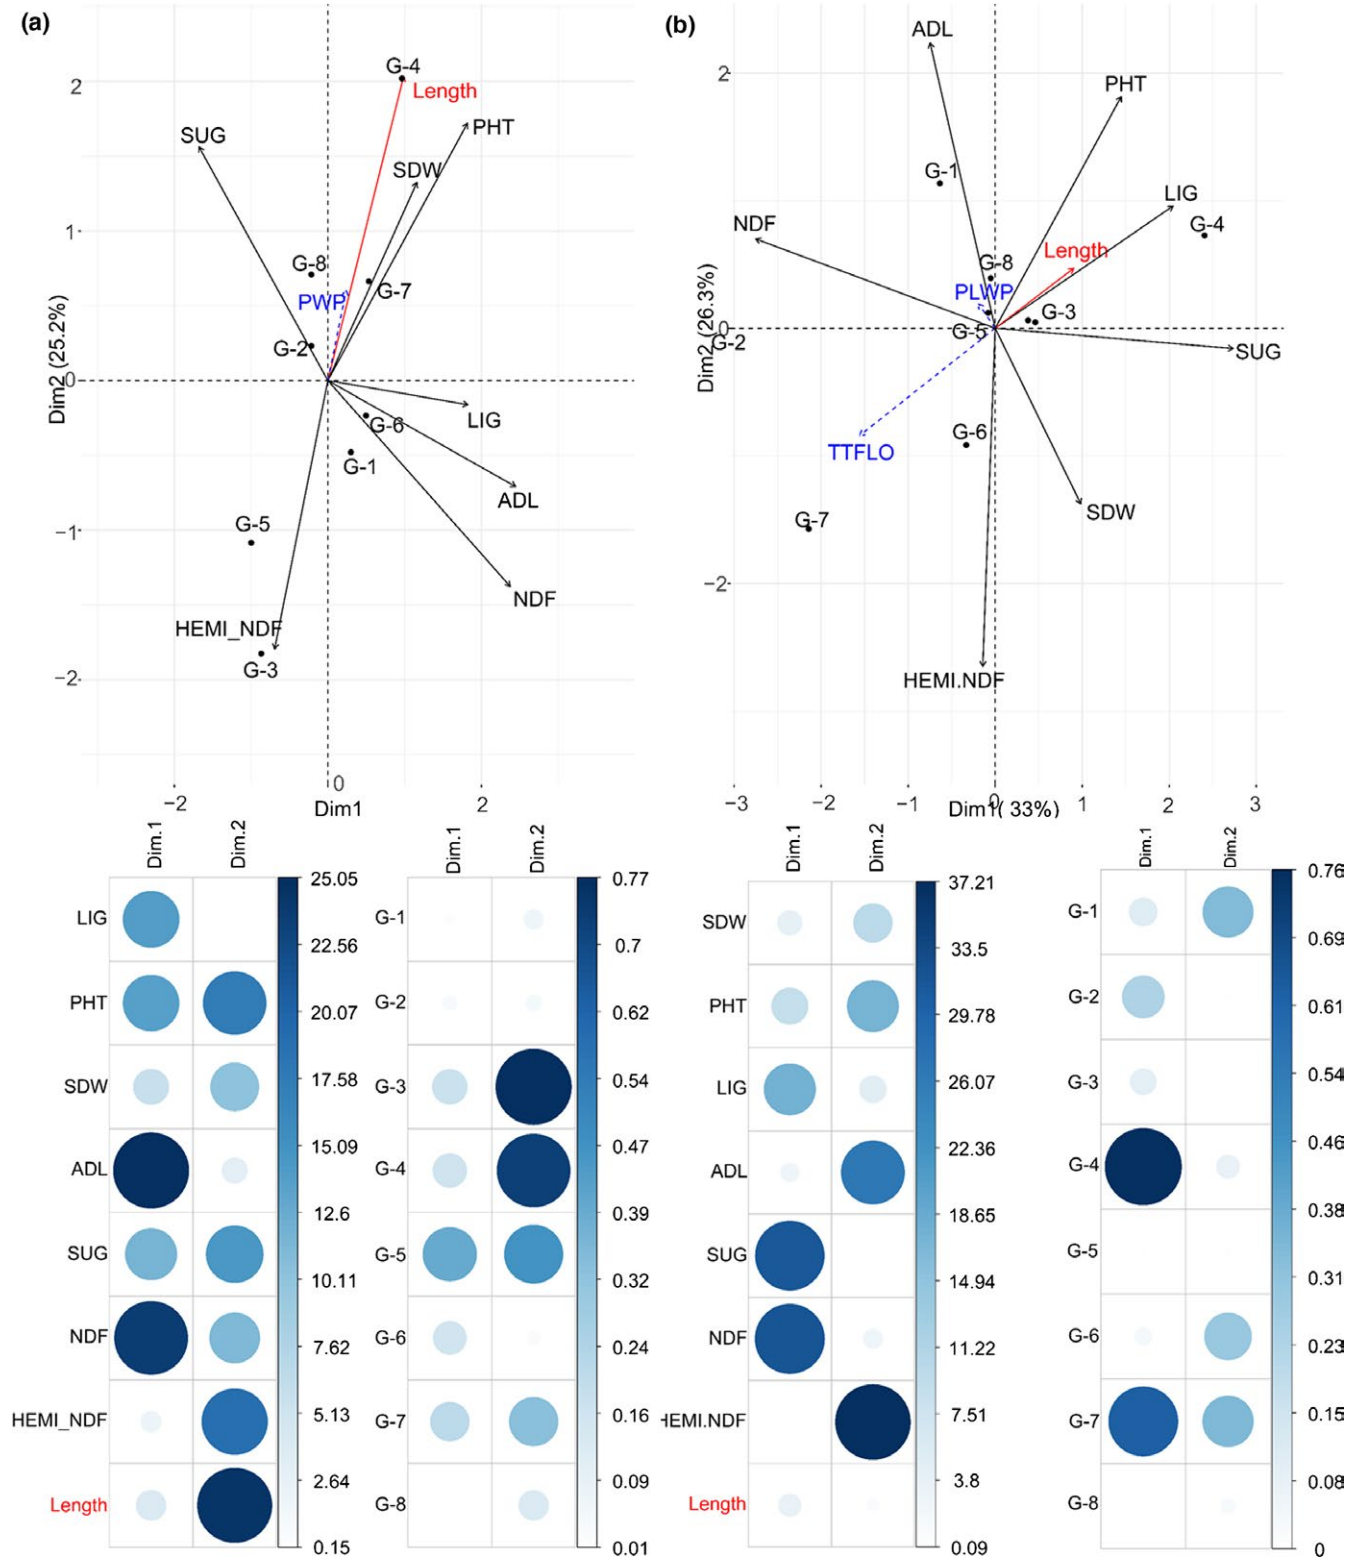 (a)
G-4
Length
PHT
SUG
SDW
G-8
PWP
G-7
G-2
LIG
G-6
G-1
ADL
G-5
NDF
HEMI_NDF
G-3
2
1
0
−1
−2
Dim2 (25.2%)
−2
0
2
Dim1
(b)
ADL
PHT
G-1
LIG
NDF
G-4
Length
G-8
PLWP
G-3
G-5
G-2
SUG
G-6
TTFLO
SDW
G-7
HEMI.NDF
2
0
−2
Dim2 (26.3%)
−3
−2
−1
0
1
2
3
Dim1( 33%)
Dim.1
Dim.2
LIG
PHT
SDW
ADL
SUG
NDF
HEMI_NDF
Length
25.05
22.56
20.07
17.58
15.09
12.6
10.11
7.62
5.13
2.64
0.15
Dim.1
Dim.2
G-1
G-2
G-3
G-4
G-5
G-6
G-7
G-8
0.77
0.7
0.62
0.54
0.47
0.39
0.32
0.24
0.16
0.09
0.01
Dim.1
Dim.2
SDW
PHT
LIG
ADL
SUG
NDF
HEMI.NDF
Length
37.21
33.5
29.78
26.07
22.36
18.65
14.94
11.22
7.51
3.8
0.09
Dim.1
Dim.2
G-1
G-2
G-3
G-4
G-5
G-6
G-7
G-8
0.76
0.69
0.61
0.54
0.46
0.38
0.31
0.23
0.15
0.08
0